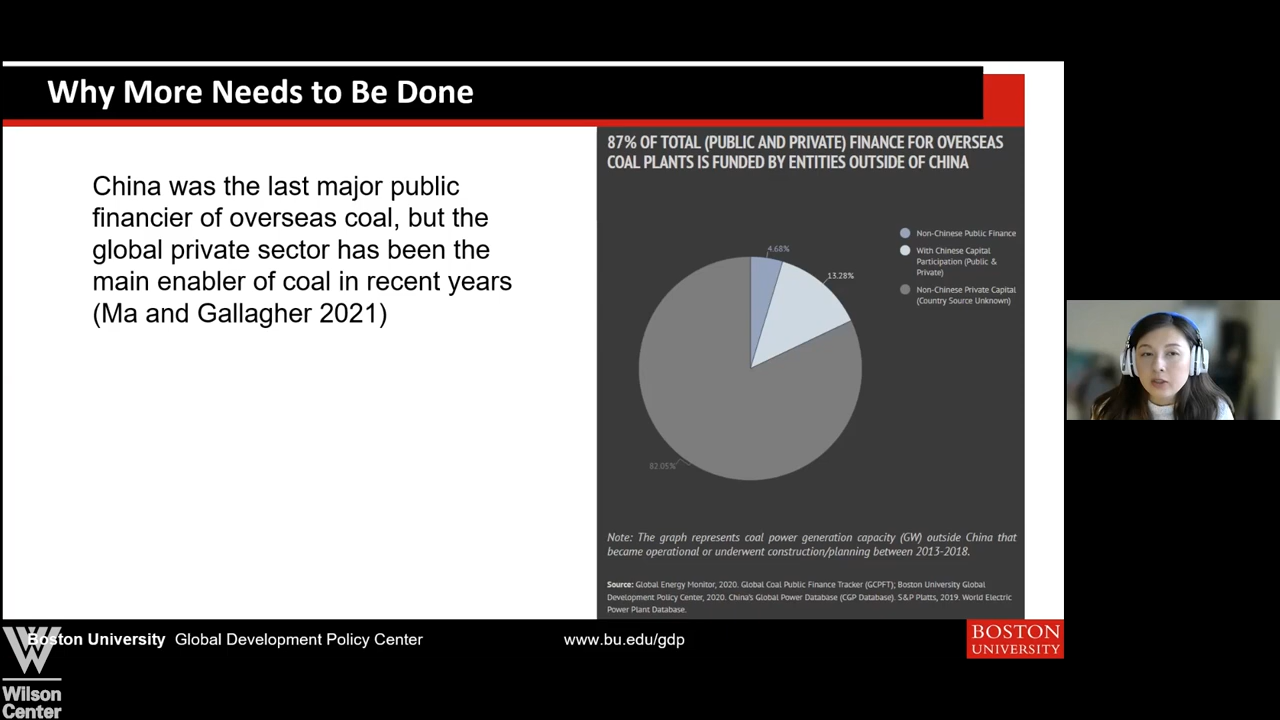 Why More Needs to Be Done
China was the last major public
financier of overseas coal, but the
global private sector has been the
main enabler of coal in recent years
(Ma and Gallagher 2021)
87% OF TOTAL (PUBLIC AND PRIVATE) FINANCE FOR OVERSEAS
COAL PLANTS IS FUNDED BY ENTITIES OUTSIDE OF CHINA
4.68%
13.28%
82.05%
Non-Chinese Public Finance
With Chinese Capital
Participation (Public &
Private)
Non-Chinese Private Capital
(Country Source Unknown)
Note: The graph represents coal power generation capacity (GW) outside China that
became operational or underwent construction/planning between 2013-2018.
Source: Global Energy Monitor, 2020. Global Coal Public Finance Tracker (GCPFT); Boston University Global
Development Policy Center, 2020. China's Global Power Database (CGP Database). S&P Platts, 2019. World Electric
Power Plant Database.
Boston University Global Development Policy Center
www.bu.edu/gdp
BOSTON
UNIVERSITY
Wilson
Center